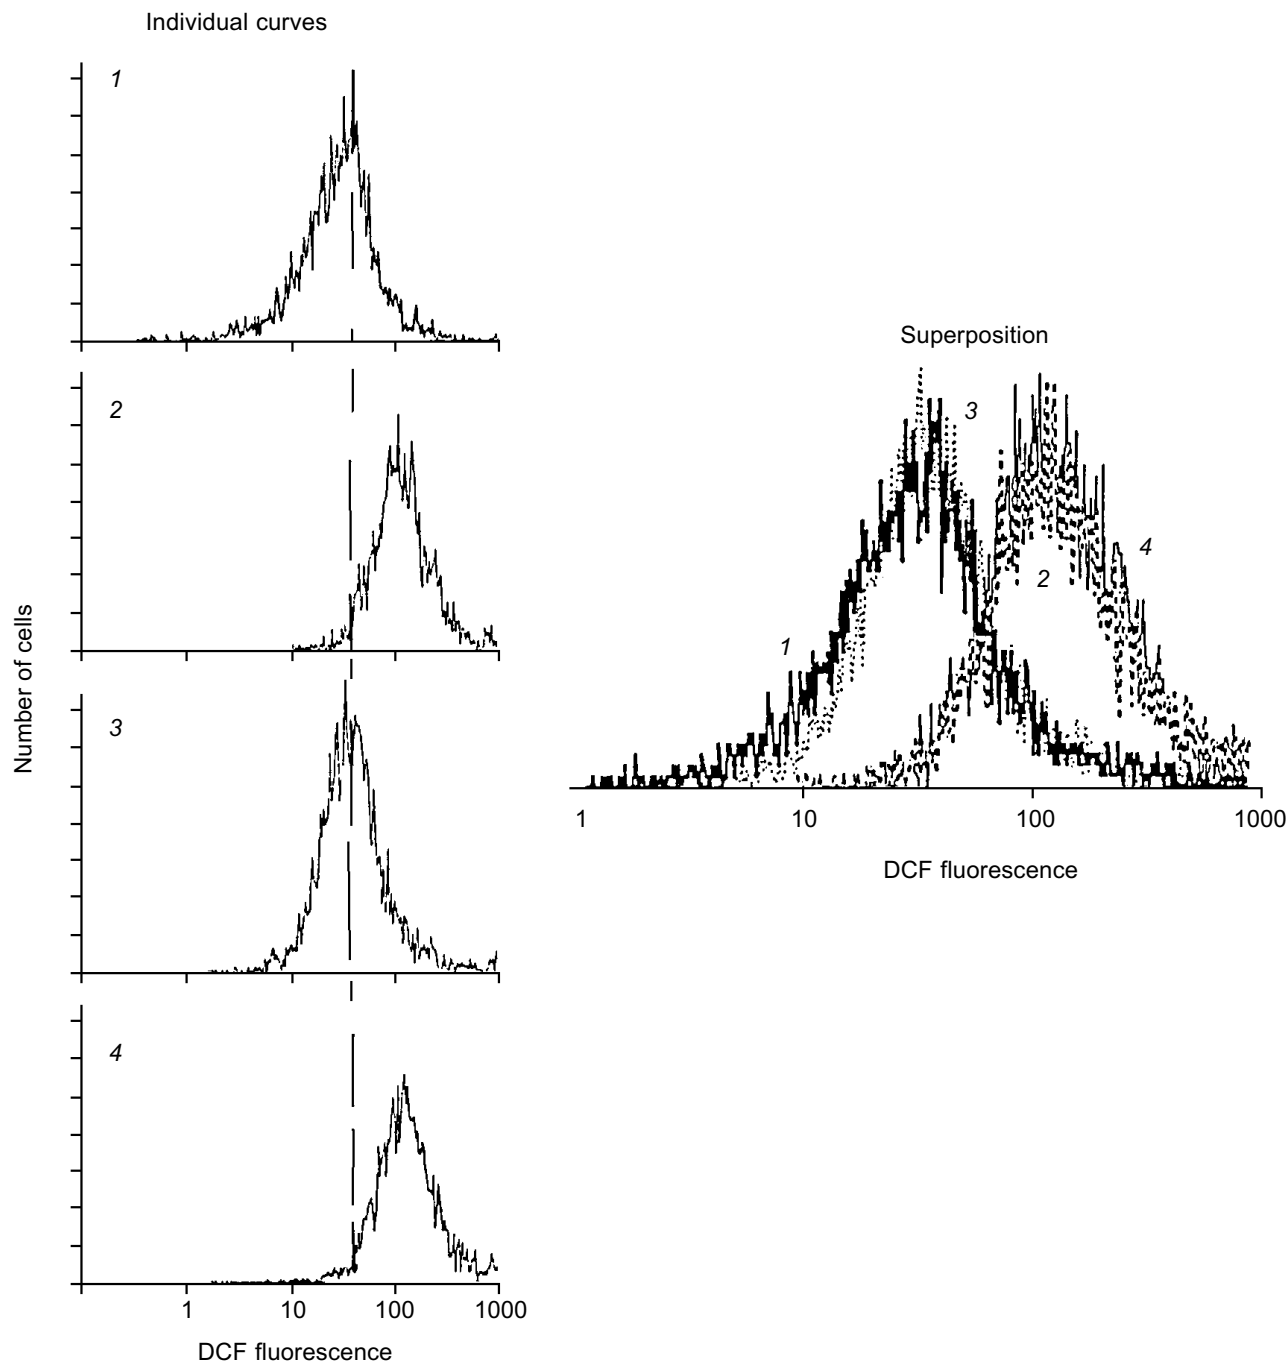 Individual curves
1
2
3
4
Number of cells
1 10 100 1000
DCF fluorescence
Superposition
3
4
2
1
1 10 100 1000
DCF fluorescence